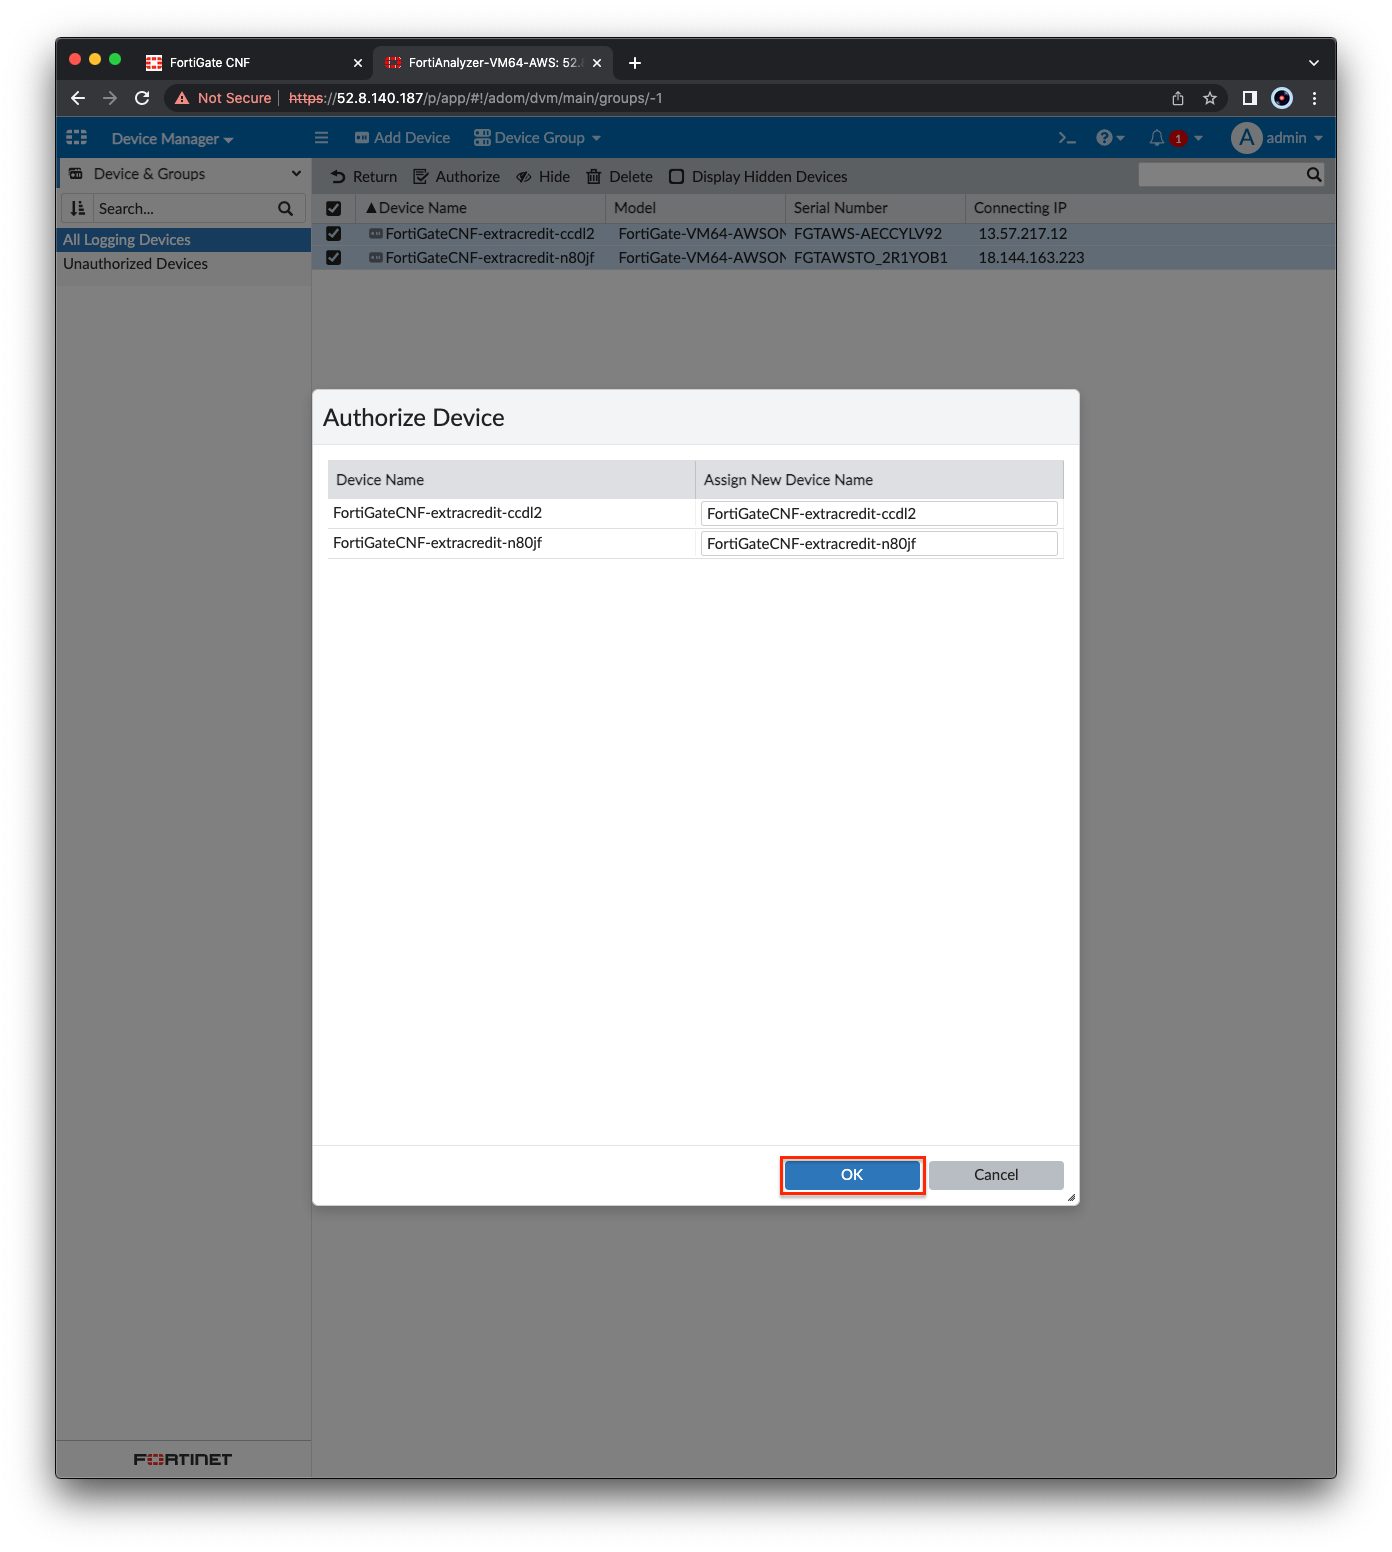 FortiGate CNF
FortiAnalyzer-VM64-AWS: 52.
Not Secure
https://52.8.140.187/p/app/#!/adom/dvm/main/groups/-1
Device Manager
Add Device
Device Group
1
A
admin
Device & Groups
Return
Authorize
Hide
Delete
Display Hidden Devices
Search...
Device Name
Model
Serial Number
Connecting IP
All Logging Devices
FortiGateCNF-extracredit-ccdl2
FortiGate-VM64-AWSON
FGTAWS-AECCYLV92
13.57.217.12
Unauthorized Devices
FortiGateCNF-extracredit-n80jf
FortiGate-VM64-AWSON
FGTAWSTO_2R1YOB1
18.144.163.223
Authorize Device
Device Name
Assign New Device Name
FortiGateCNF-extracredit-ccdl2
FortiGateCNF-extracredit-ccdl2
FortiGateCNF-extracredit-n80jf
FortiGateCNF-extracredit-n80jf
OK
Cancel
FORTINET